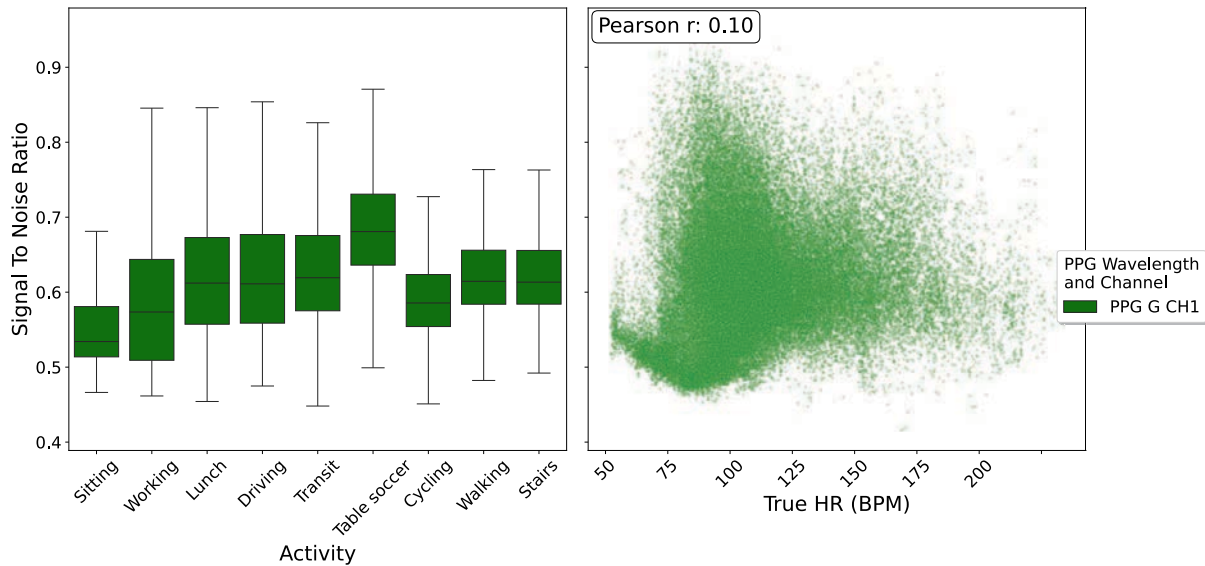 Signal To Noise Ratio
0.9
0.8
0.7
0.6
0.5
0.4
Sitting
Working
Lunch
Driving
Transit
Table soccer
Cycling
Walking
Stairs
Activity
Pearson r: 0.10
50
75
100
125
150
175
200
True HR (BPM)
PPG Wavelength
and Channel
PPG G CH1